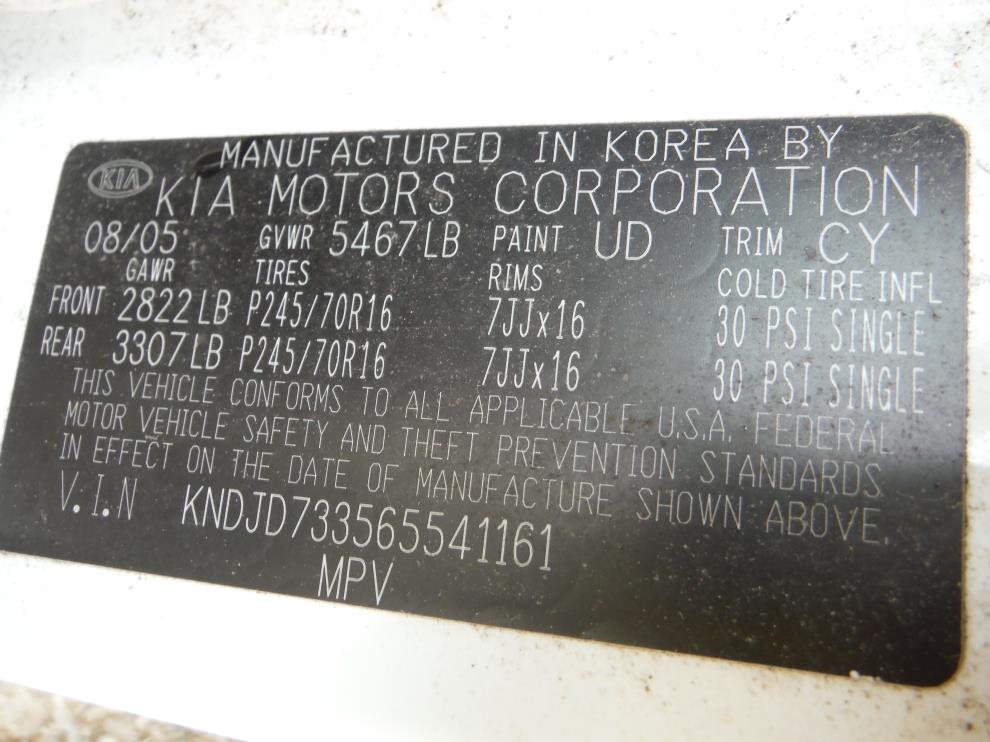 MANUFACTURED IN KOREA BY
KIA KIA MOTORS CORPORATION
08/05 GVWR 5467LB PAINT UD TRIM CY
GAWR TIRES RIMS COLD TIRE INFL
FRONT 2822LB P245/70R16 7JJx16 30 PSI SINGLE
REAR 3307LB P245/70R16 7JJx16 30 PSI SINGLE
THIS VEHICLE CONFORMS TO ALL APPLICABLE U.S.A. FEDERAL
MOTOR VEHICLE SAFETY AND THEFT PREVENTION STANDARDS
IN EFFECT ON THE DATE OF MANUFACTURE SHOWN ABOVE.
V.I.N KNDJD733565541161
MPV